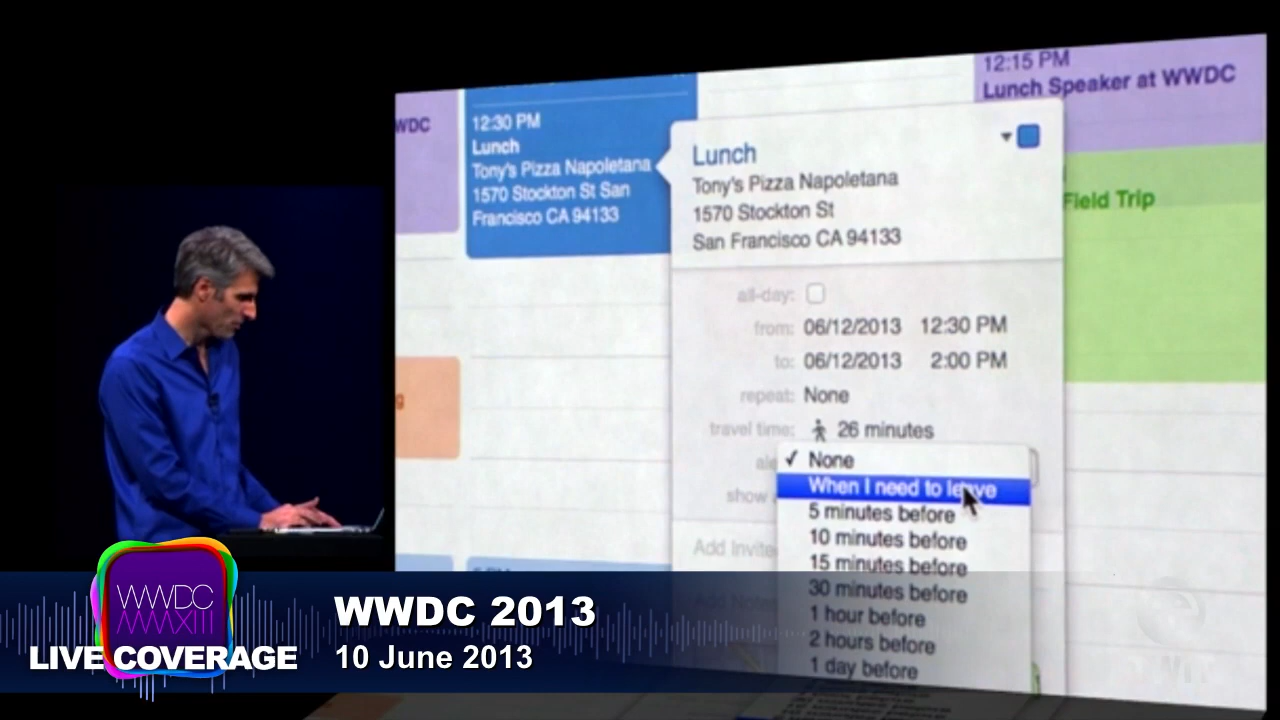 WDC
12:30 PM
Lunch
Tony's Pizza Napoletana
1570 Stockton St San
Francisco CA 94133
12:15 PM
Lunch Speaker at WWDC
Field Trip
Lunch
Tony's Pizza Napoletana
1570 Stockton St
San Francisco CA 94133
all-day:
from: 06/12/2013 12:30 PM
to: 06/12/2013 2:00 PM
repeat: None
travel time: 26 minutes
ale
✓ None
When I need to leave
show
5 minutes before
10 minutes before
Add Invite
15 minutes before
30 minutes before
1 hour before
2 hours before
1 day before
g
WWDC
MMXIII
LIVE COVERAGE
WWDC 2013
10 June 2013